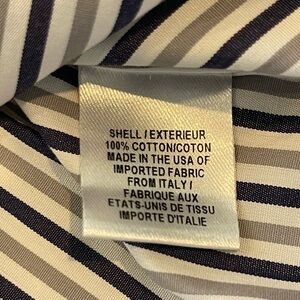 SHELL / EXTERIEUR
100% COTTON/COTON
MADE IN THE USA OF
IMPORTED FABRIC
FROM ITALY /
FABRIQUE AUX
ETATS-UNIS DE TISSU
IMPORTE D'ITALIE